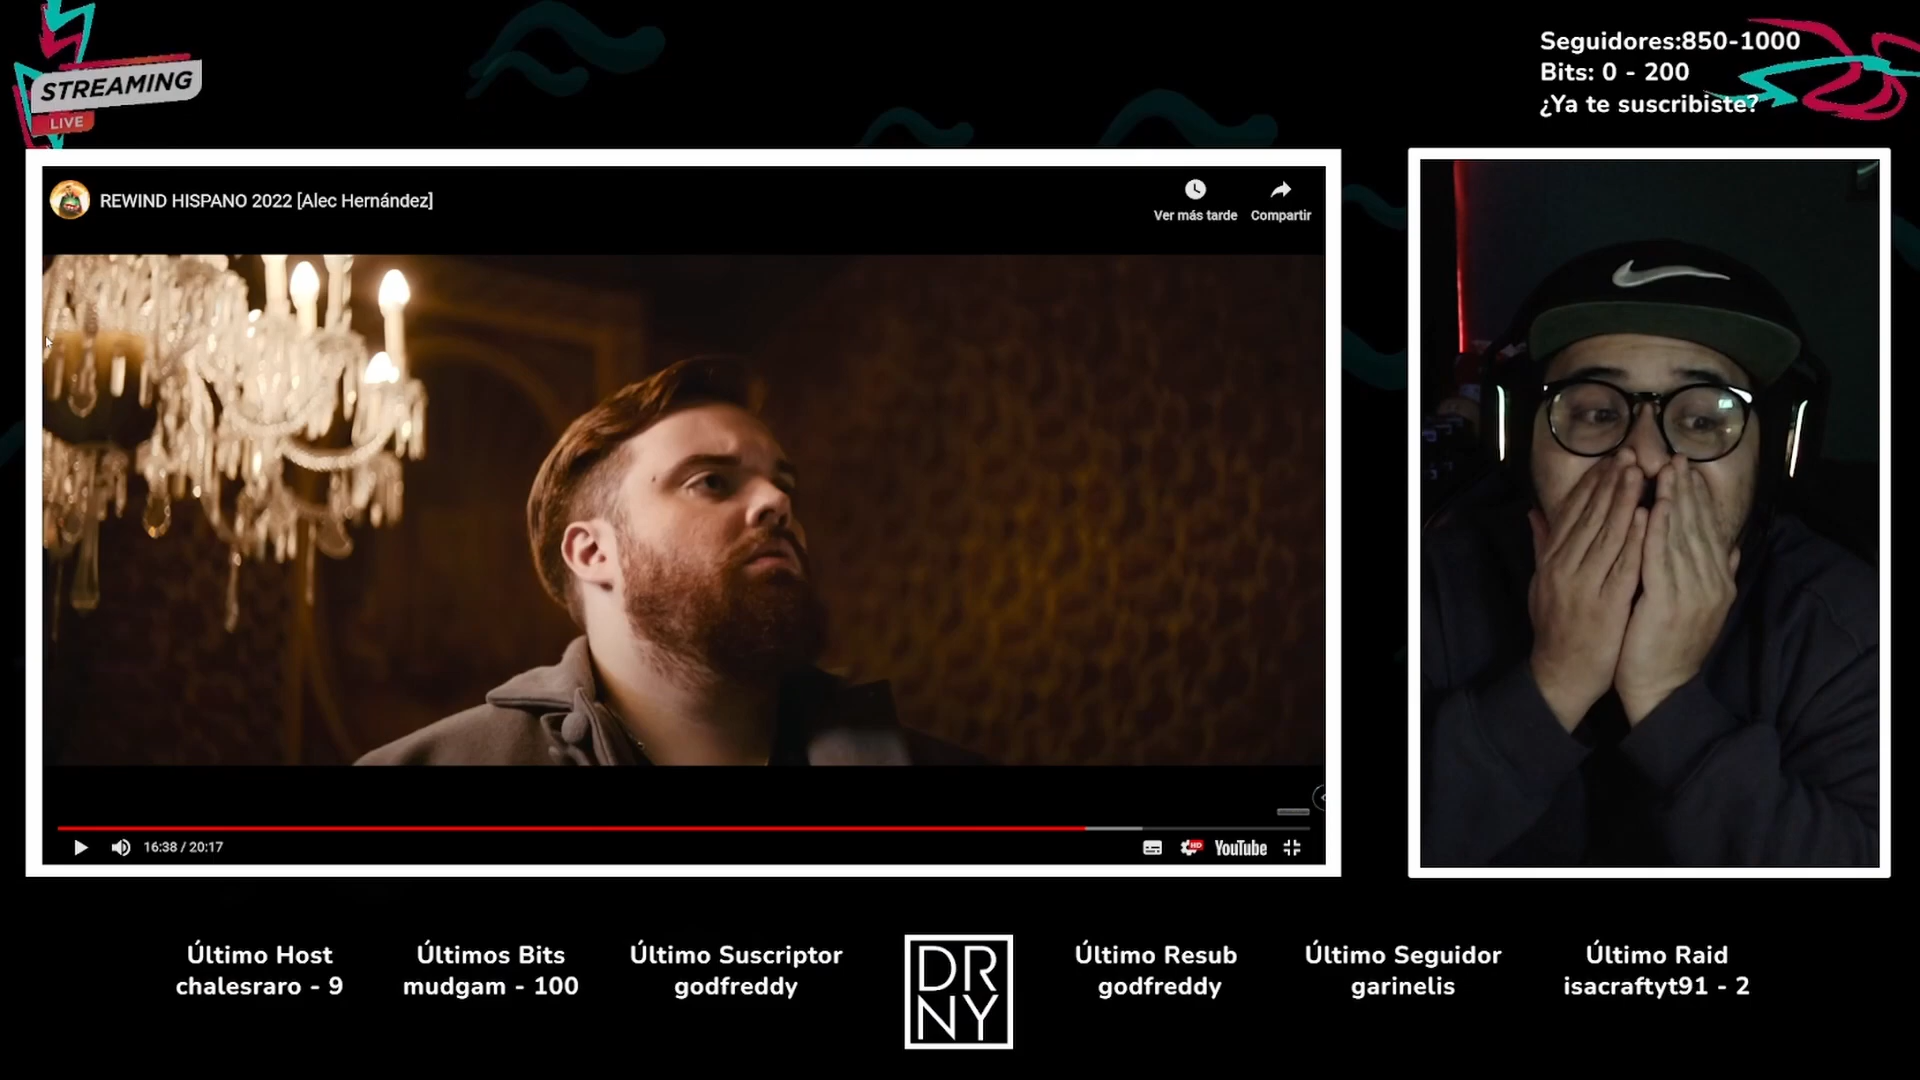 STREAMING
LIVE
Seguidores:850-1000
Bits: 0 - 200
¿Ya te suscribiste?
REWIND HISPANO 2022 [Alec Hernández]
Ver más tarde
Compartir
16:38 / 20:17
HD
YouTube
Último Host
chalesraro - 9
Últimos Bits
mudgam - 100
Último Suscriptor
godfreddy
DR
NY
Último Resub
godfreddy
Último Seguidor
garinelis
Último Raid
isacraftyt91 - 2